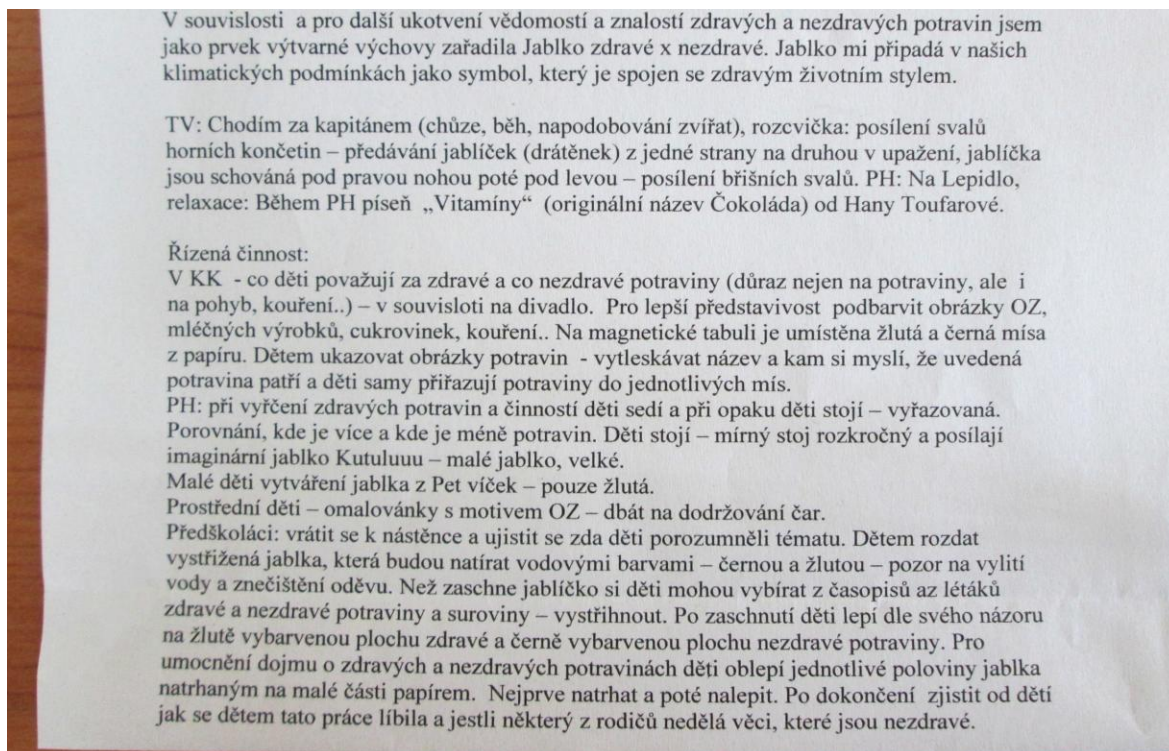 V souvislosti  a pro další ukotvení vědomostí a znalostí zdravých a nezdravých potravin jsem
jako prvek výtvarné výchovy zařadila Jablko zdravé x nezdravé. Jablko mi připadá v našich
klimatických podmínkách jako symbol, který je spojen se zdravým životním stylem.
TV: Chodím za kapitánem (chůze, běh, napodobování zvířat), rozcvička: posílení svalů
horních končetin – předávání jablíček (drátěnek) z jedné strany na druhou v upažení, jablíčka
jsou schováná pod pravou nohou poté pod levou – posílení břišních svalů. PH: Na Lepidlo,
relaxace: Během PH píseň „Vitamíny“ (originální název Čokoláda) od Hany Toufarové.
Řízená činnost:
V KK  - co děti považují za zdravé a co nezdravé potraviny (důraz nejen na potraviny, ale  i
na pohyb, kouření..) – v souvisloti na divadlo.  Pro lepší představivost  podbarvit obrázky OZ,
mléčných výrobků, cukrovinek, kouření.. Na magnetické tabuli je umístěna žlutá a černá mísa
z papíru. Dětem ukazovat obrázky potravin  - vytleskávat název a kam si myslí, že uvedená
potravina patří a děti samy přiřazují potraviny do jednotlivých mís.
PH: při vyřčení zdravých potravin a činností děti sedí a při opaku děti stojí – vyřazovaná.
Porovnání, kde je více a kde je méně potravin. Děti stojí – mírný stoj rozkročný a posílají
imaginární jablko Kutuluuu – malé jablko, velké.
Malé děti vytváření jablka z Pet víček – pouze žlutá.
Prostřední děti – omalovánky s motivem OZ – dbát na dodržování čar.
Předškoláci: vrátit se k nástěnce a ujistit se zda děti porozumněli tématu. Dětem rozdat
vystřižená jablka, která budou natírat vodovými barvami – černou a žlutou – pozor na vylití
vody a znečištění oděvu. Než zaschne jablíčko si děti mohou vybírat z časopisů az létáků
zdravé a nezdravé potraviny a suroviny – vystřihnout. Po zaschnutí děti lepí dle svého názoru
na žlutě vybarvenou plochu zdravé a černě vybarvenou plochu nezdravé potraviny. Pro
umocnění dojmu o zdravých a nezdravých potravinách děti oblepí jednotlivé poloviny jablka
natrhaným na malé části papírem.  Nejprve natrhat a poté nalepit. Po dokončení  zjistit od dětí
jak se dětem tato práce líbila a jestli některý z rodičů nedělá věci, které jsou nezdravé.